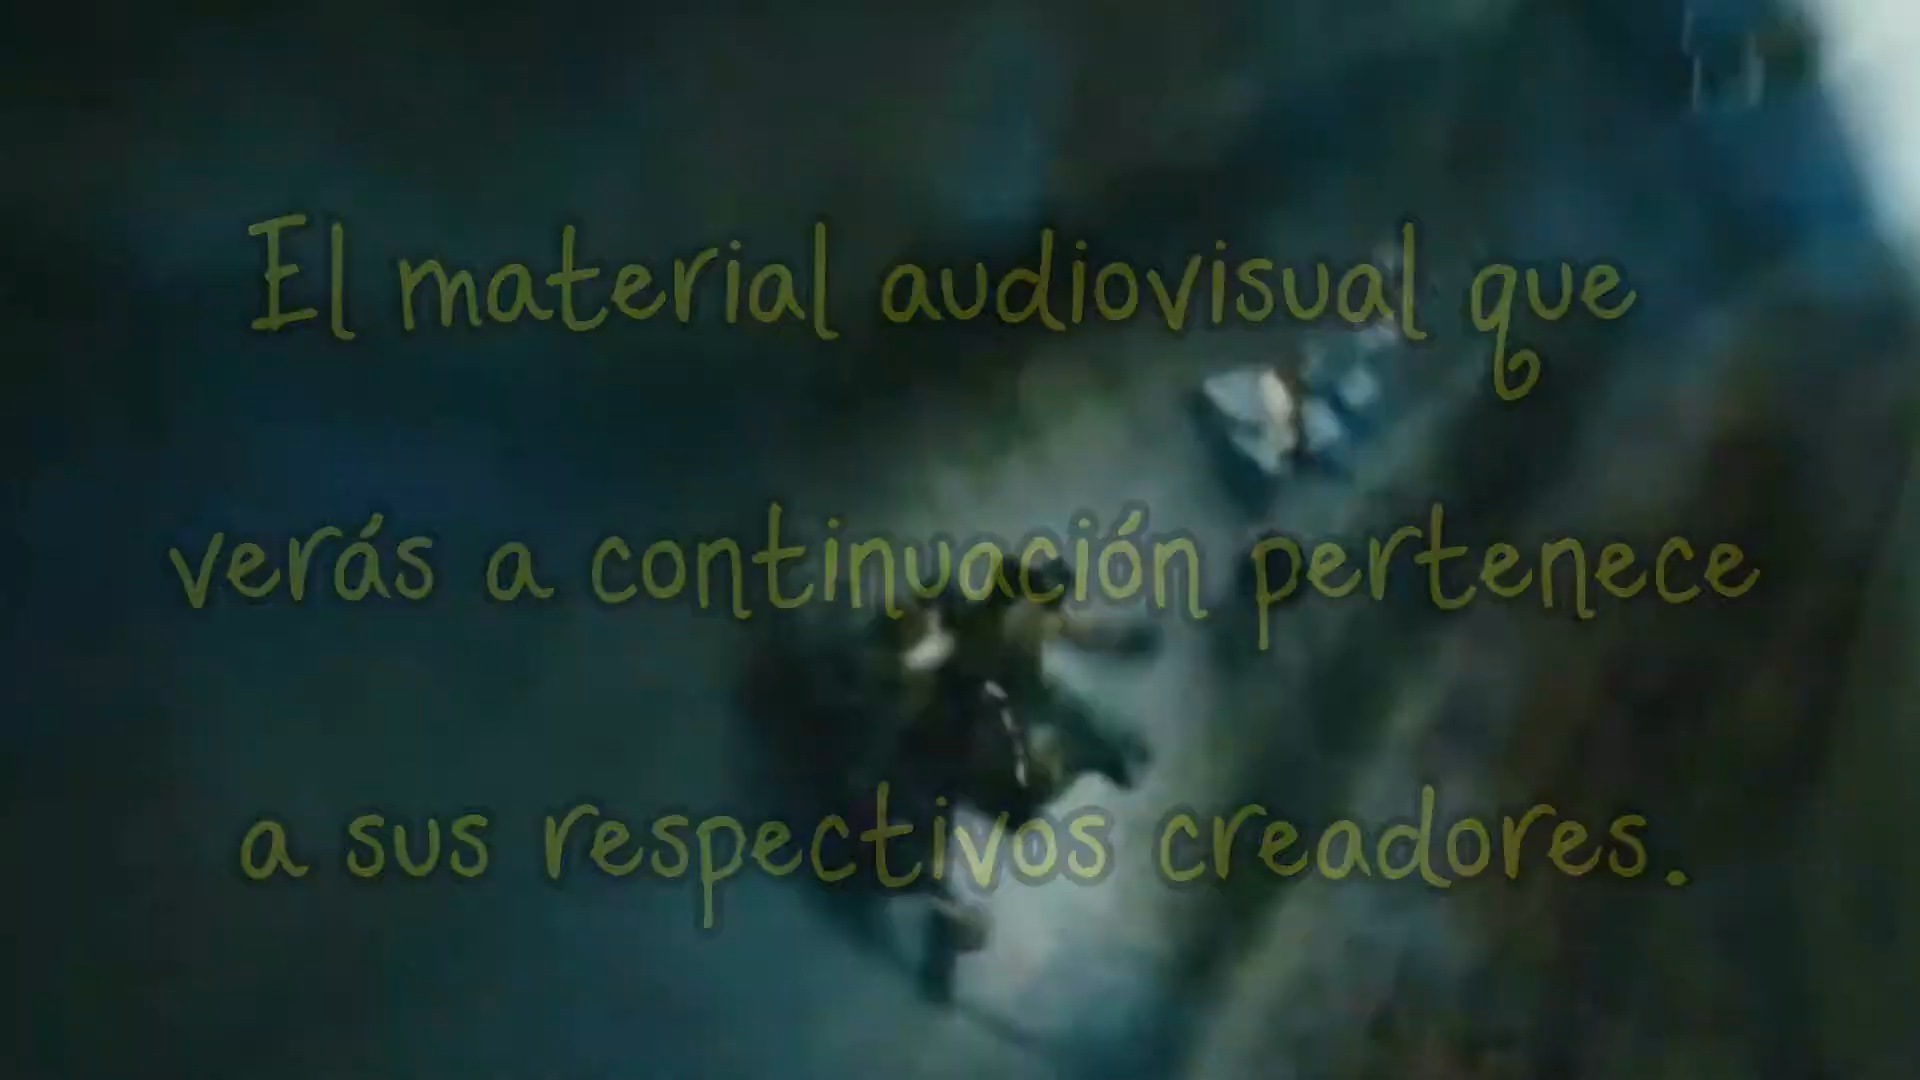 El material audiovisual que
verás a continuación pertenece
a sus respectivos creadores.